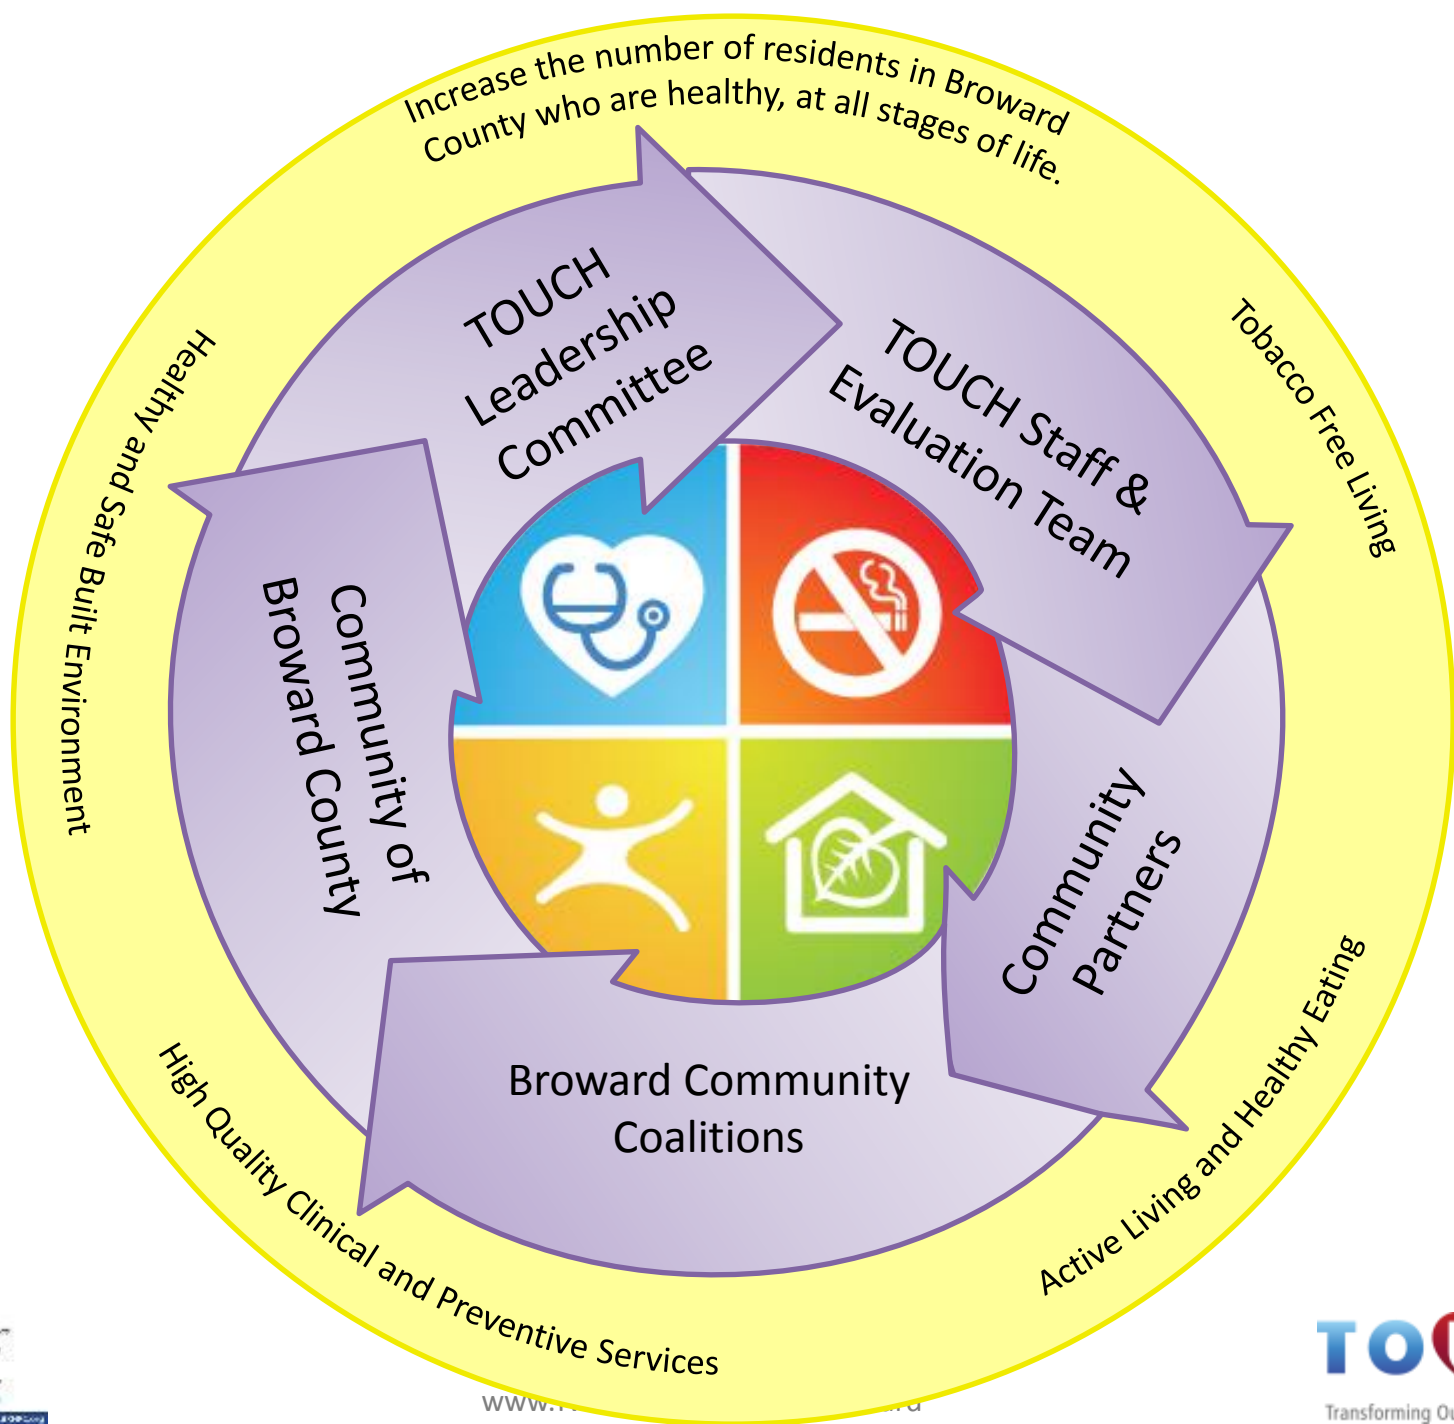 Increase the number of residents in Broward
County who are healthy, at all stages of life.
TOUCH
Leadership
Committee
TOUCH Staff &
Evaluation Team
Tobacco Free Living
Healthy and Safe Built Environment
Community of
Broward County
Community
Partners
Broward Community
Coalitions
Active Living and Healthy Eating
High Quality Clinical and Preventive Services
TO
Transforming
www.